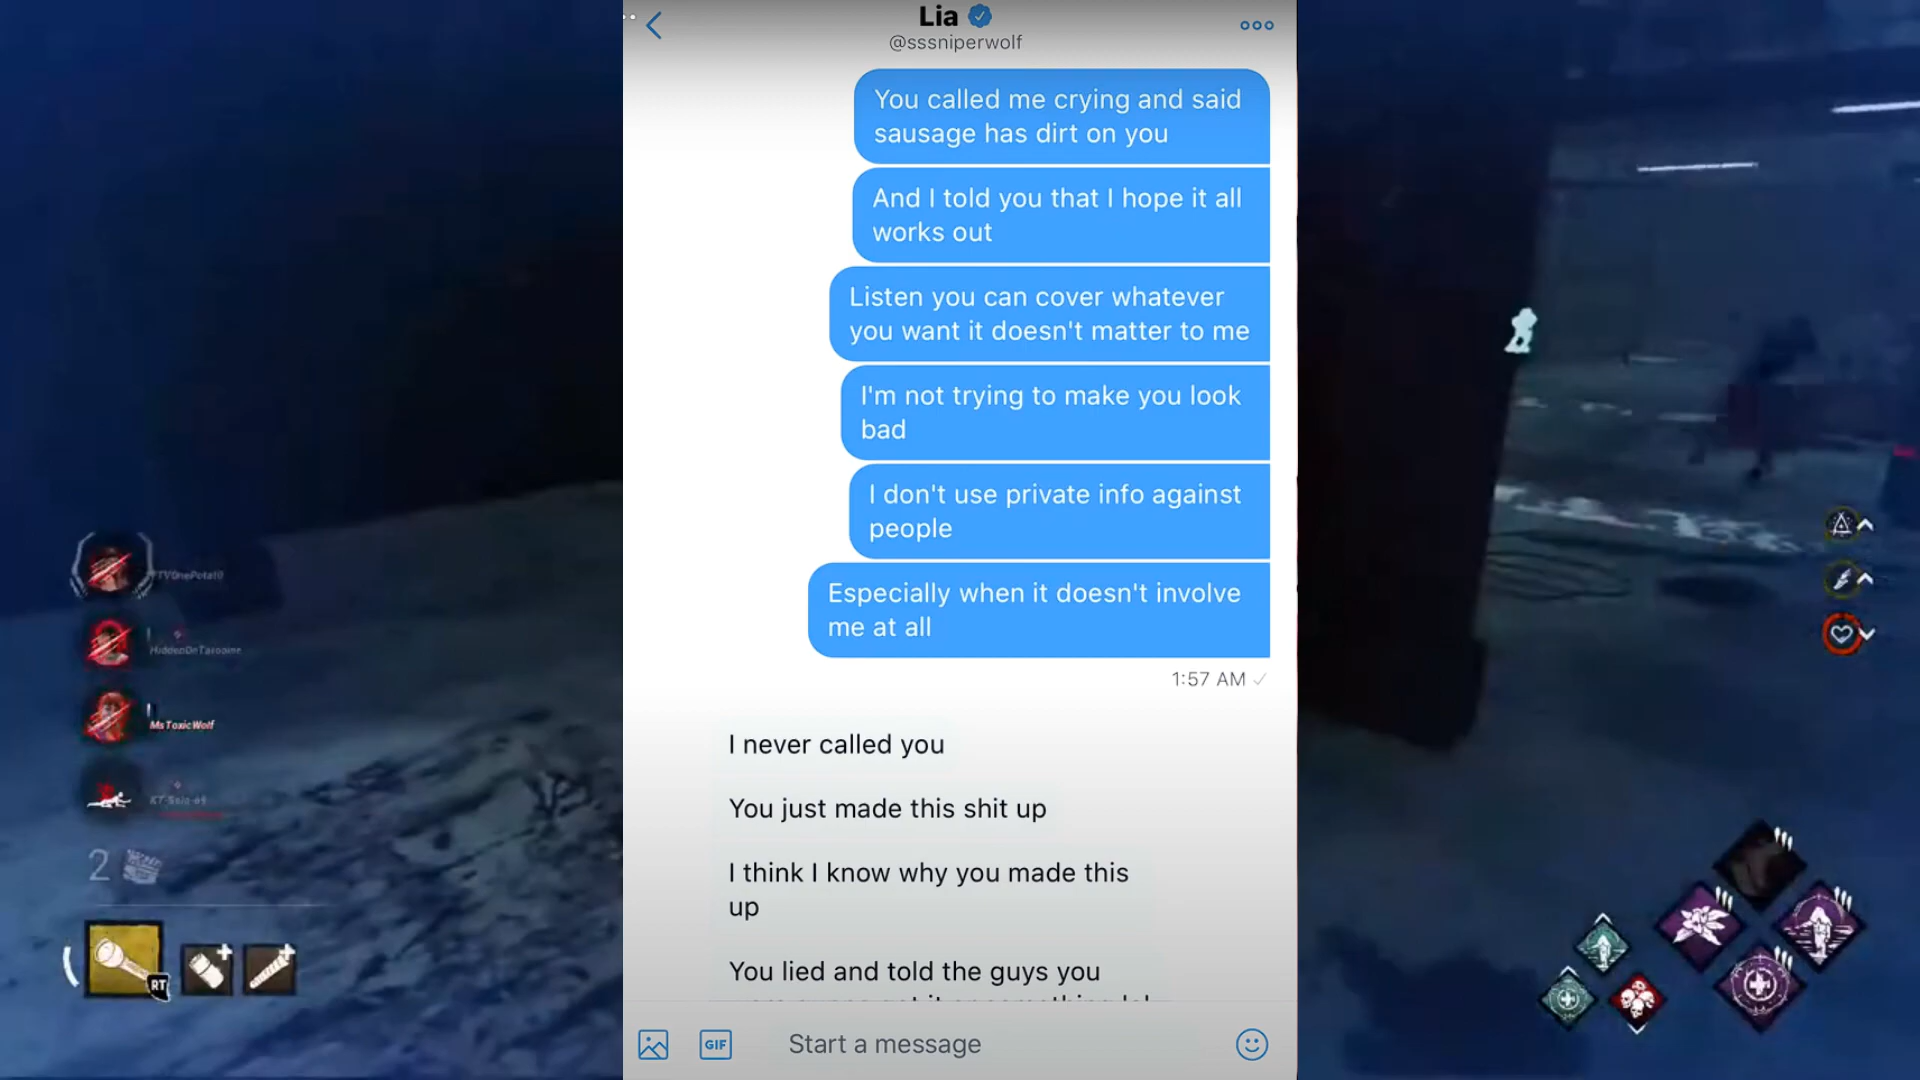 Lia
@sssniperwolf
You called me crying and said
sausage has dirt on you
And I told you that I hope it all
works out
Listen you can cover whatever
you want it doesn't matter to me
I'm not trying to make you look
bad
I don't use private info against
people
Especially when it doesn't involve
me at all
1:57 AM
I never called you
You just made this shit up
I think I know why you made this
up
You lied and told the guys you
GIF
Start a message
MsToxicWolf
2
RT